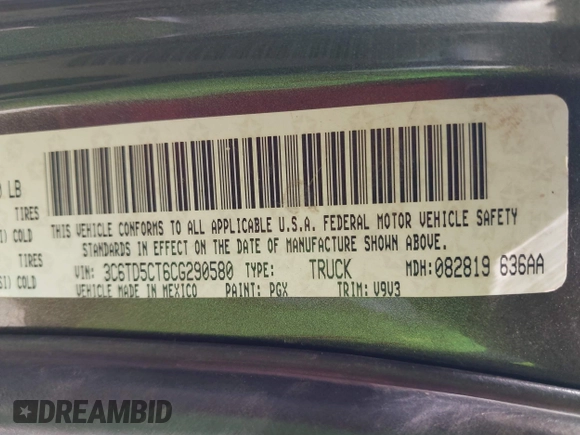 LB
TIRES
COLD
TIRES
COLD
THIS VEHICLE CONFORMS TO ALL APPLICABLE U.S.A. FEDERAL MOTOR VEHICLE SAFETY
STANDARDS IN EFFECT ON THE DATE OF MANUFACTURE SHOWN ABOVE.
VIN: 3C6TD5CT6CG290580 TYPE: TRUCK MDH: 082819 636AA
VEHICLE MADE IN MEXICO PAINT: PGX TRIM: V9V3
DREAMBID